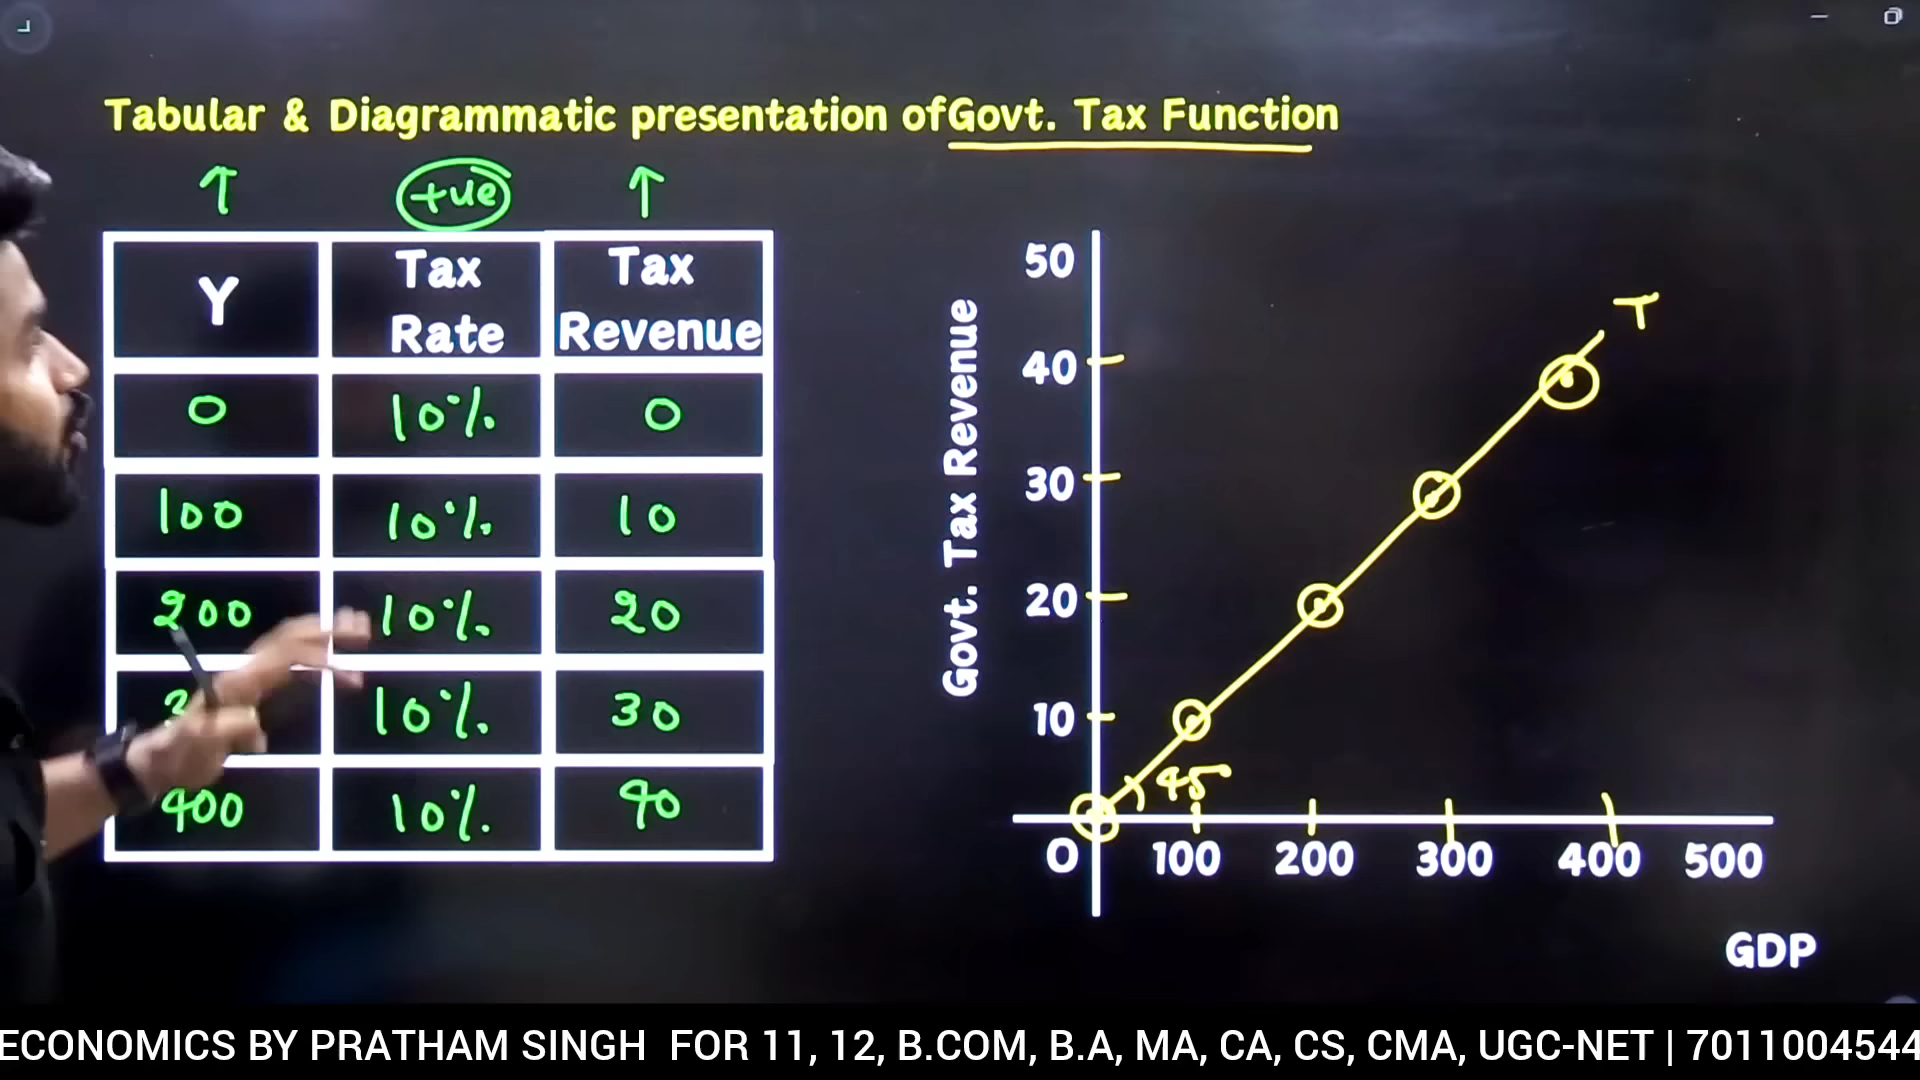 Tabular & Diagrammatic presentation ofGovt. Tax Function
↑ +ve ↑
Y Tax Rate Tax Revenue
0 10% 0
100 10% 10
200 10% 20
3 10% 30
400 10% 40
Govt. Tax Revenue
50
40
30
20
10
T
45°
O 100 200 300 400 500
GDP
ECONOMICS BY PRATHAM SINGH FOR 11, 12, B.COM, B.A, MA, CA, CS, CMA, UGC-NET | 7011004544